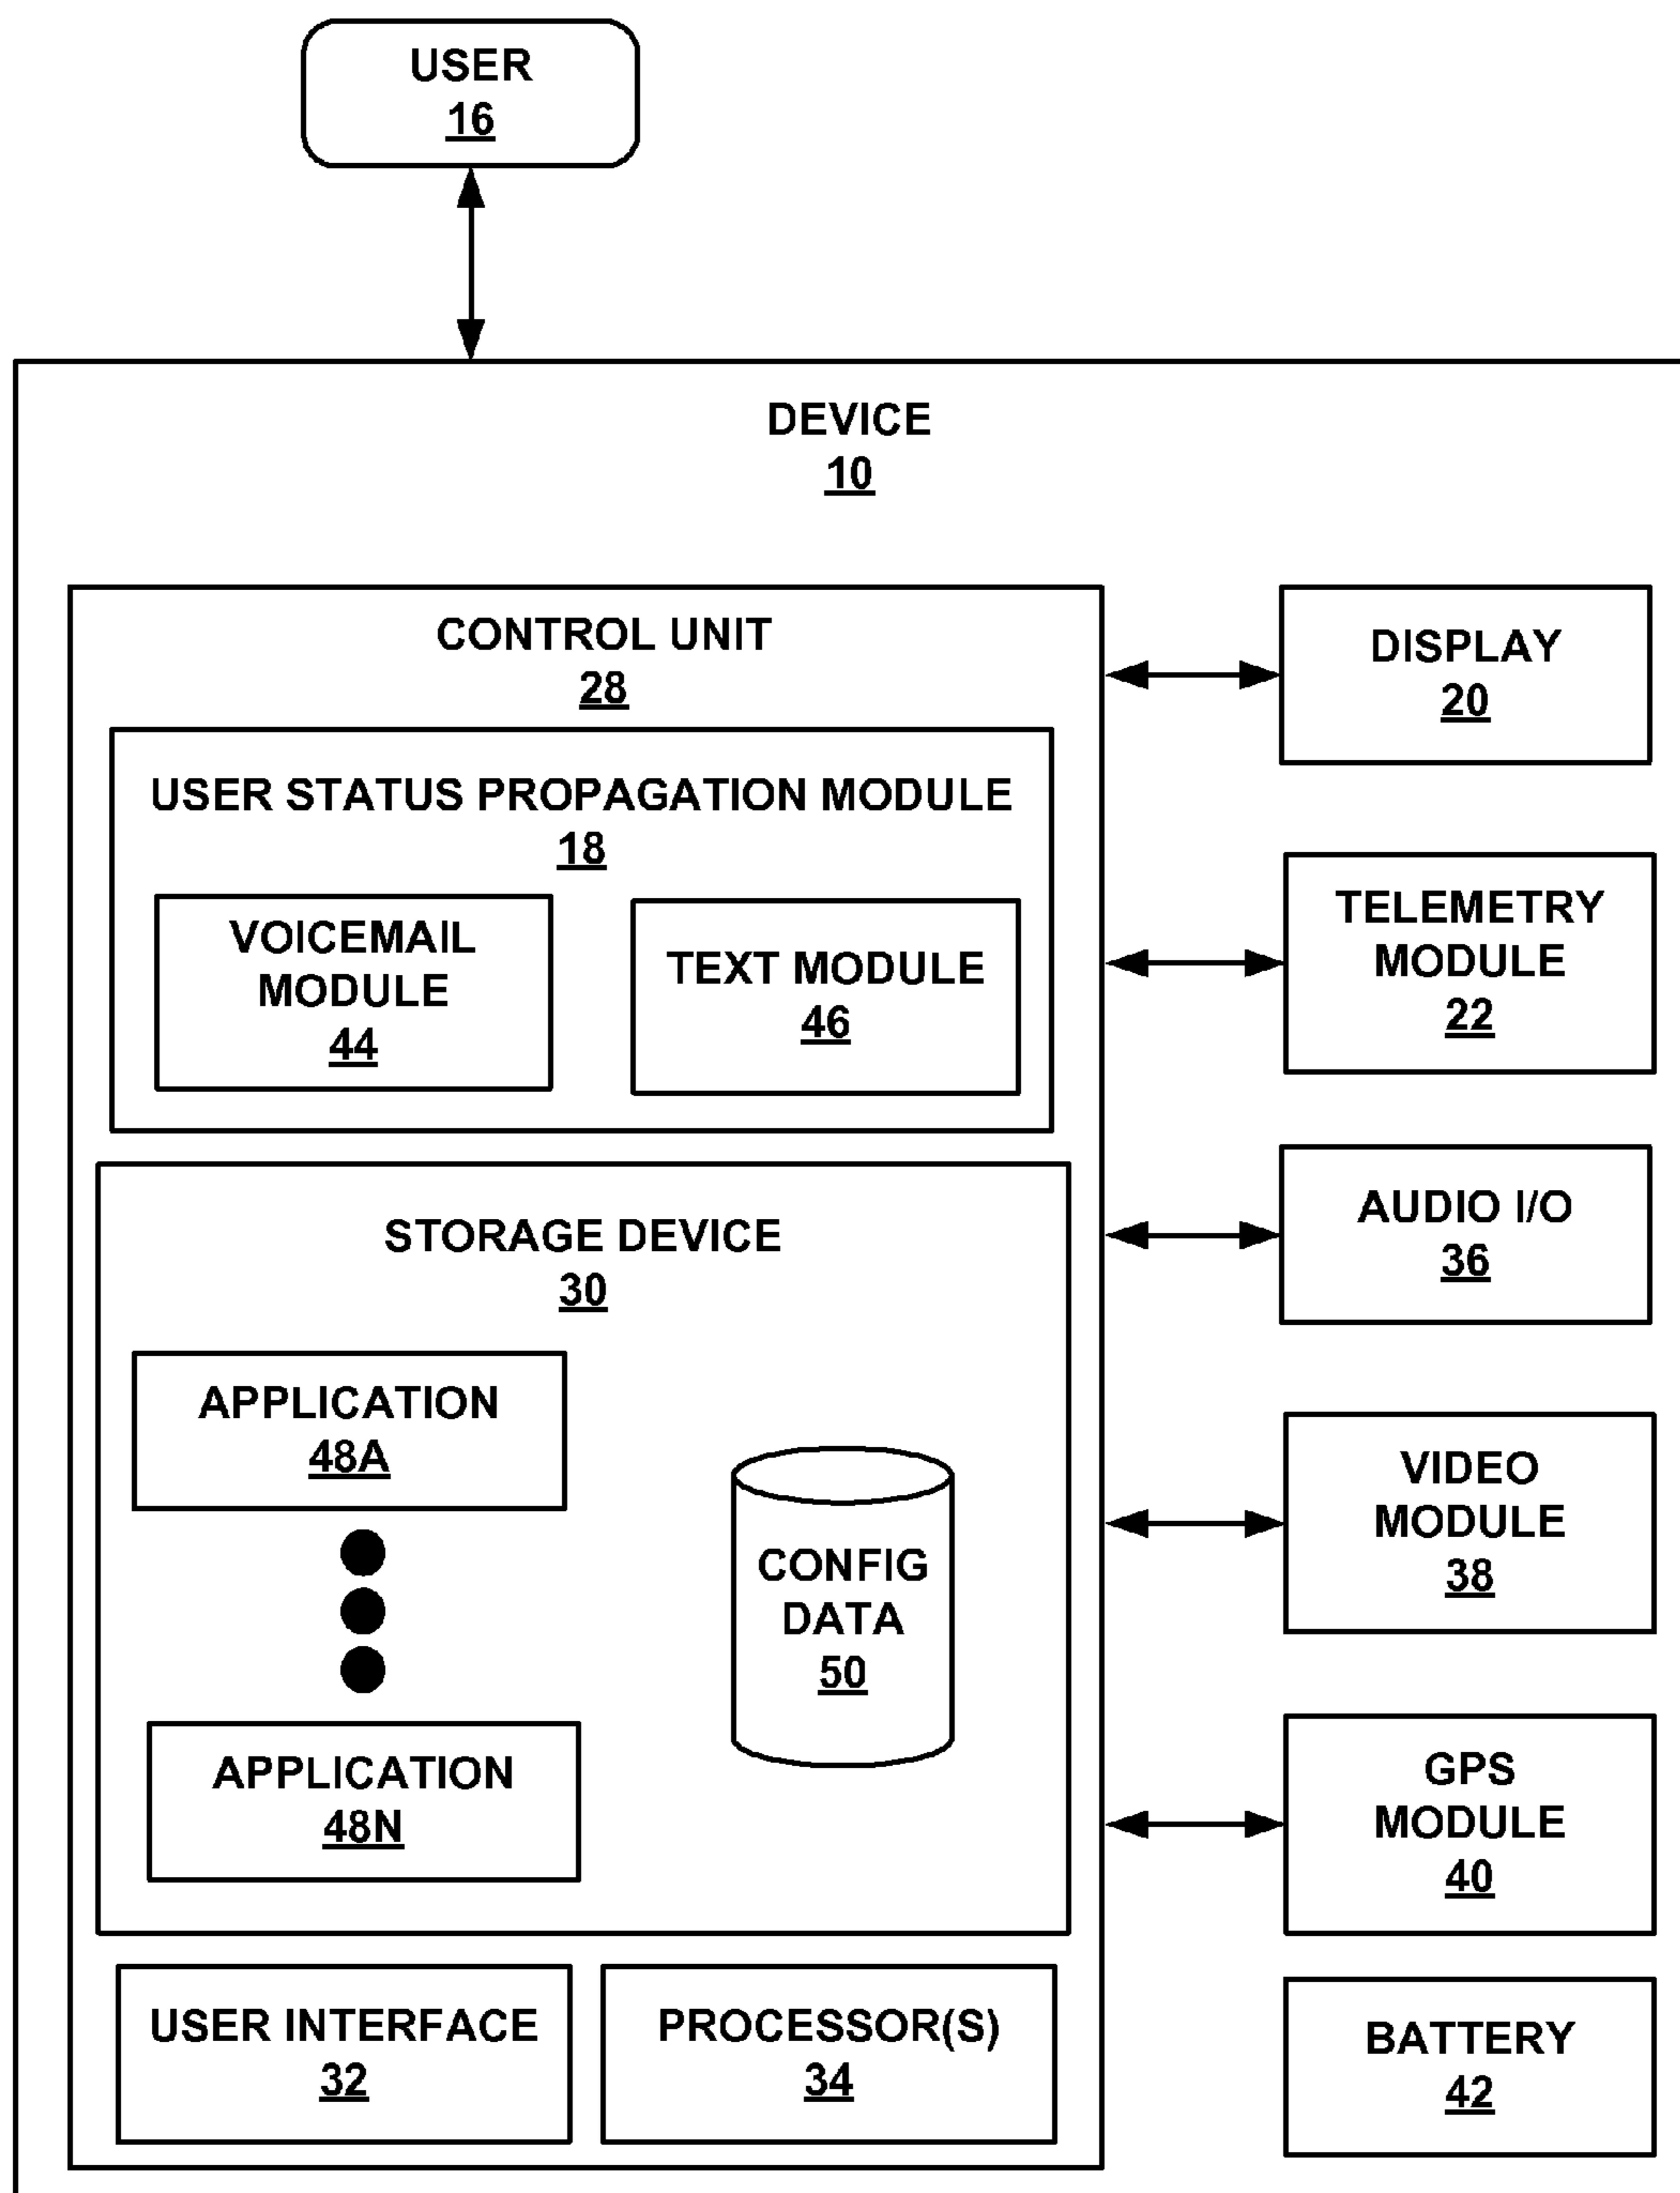 USER
16
DEVICE
10
CONTROL UNIT
28
USER STATUS PROPAGATION MODULE
18
VOICEMAIL
MODULE
44
TEXT MODULE
46
STORAGE DEVICE
30
APPLICATION
48A
CONFIG
DATA
50
APPLICATION
48N
USER INTERFACE
32
PROCESSOR(S)
34
DISPLAY
20
TELEMETRY
MODULE
22
AUDIO I/O
36
VIDEO
MODULE
38
GPS
MODULE
40
BATTERY
42